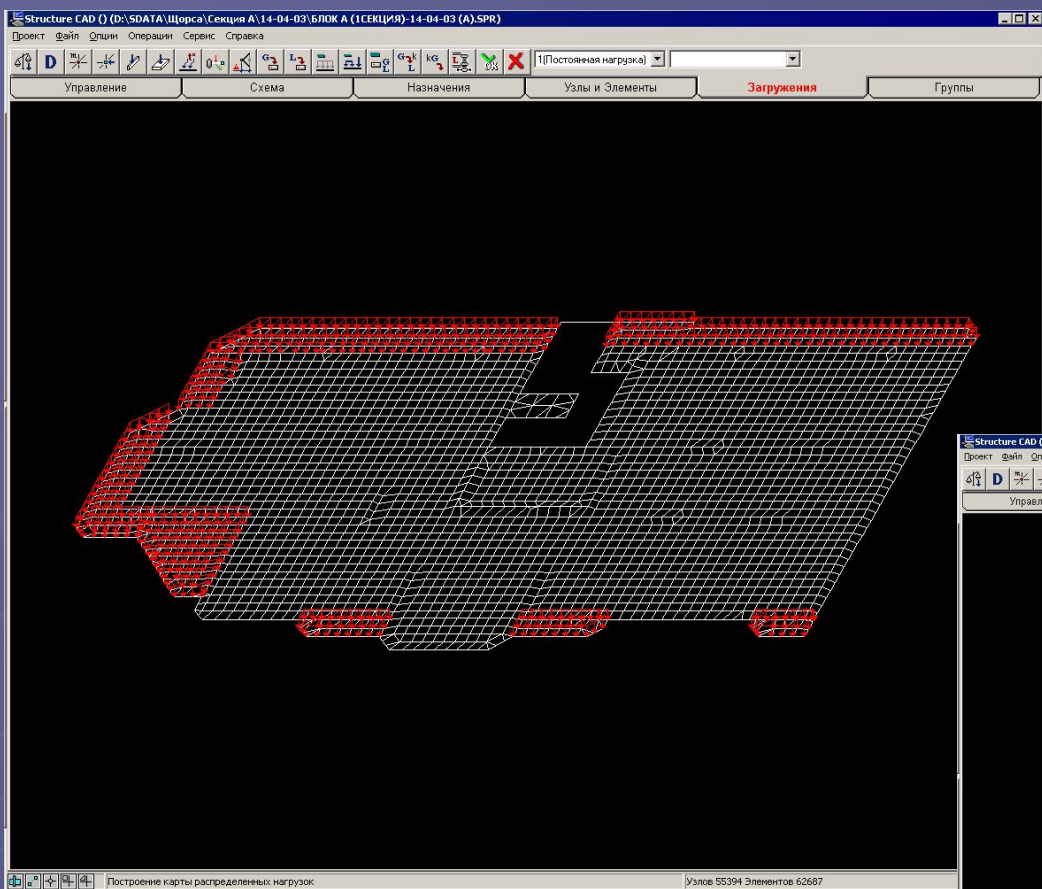 Structure CAD () (D:\SDATA\Щорса\Секция А\14-04-03\БЛОК А (1СЕКЦИЯ)-14-04-03 (А).SPR)
Проект Файл Опции Операции Сервис Справка
1(Постоянная нагрузка)
Управление Схема Назначения Узлы и Элементы Загружения Группы
Structure CAD (
Проект Файл Оп
Управл
Построение карты распределенных нагрузок
Узлов 55394 Элементов 62687